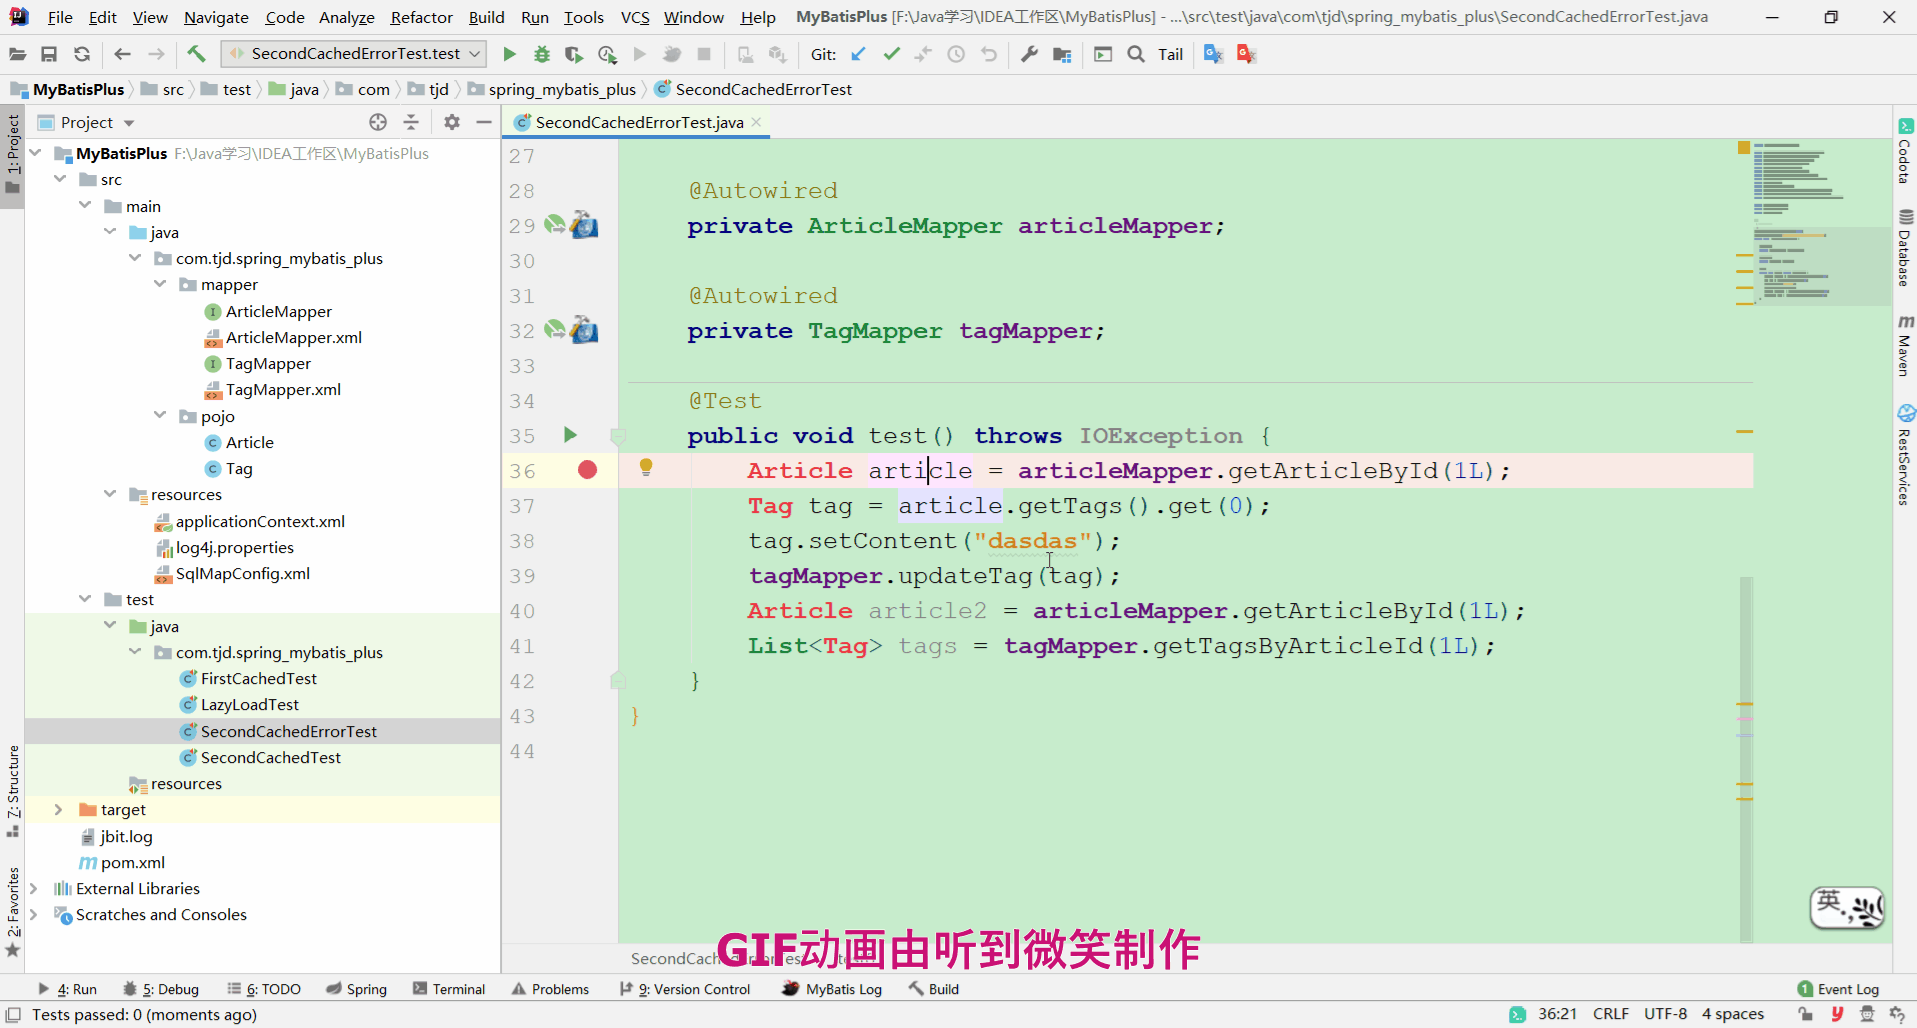 File Edit View Navigate Code Analyze Refactor Build Run Tools VCS Window Help MyBatisPlus [F:\Java学习\IDEA工作区\MyBatisPlus] - ...\src\test\java\com\tjd\spring_mybatis_plus\SecondCachedErrorTest.java
SecondCachedErrorTest.test Git: Tail
MyBatisPlus src test java com tjd spring_mybatis_plus SecondCachedErrorTest
1: Project
7: Structure
2: Favorites
Project
MyBatisPlus F:\Java学习\IDEA工作区\MyBatisPlus
src
main
java
com.tjd.spring_mybatis_plus
mapper
ArticleMapper
ArticleMapper.xml
TagMapper
TagMapper.xml
pojo
Article
Tag
resources
applicationContext.xml
log4j.properties
SqlMapConfig.xml
test
java
com.tjd.spring_mybatis_plus
FirstCachedTest
LazyLoadTest
SecondCachedErrorTest
SecondCachedTest
resources
target
jbit.log
pom.xml
External Libraries
Scratches and Consoles
SecondCachedErrorTest.java
27
28 @Autowired
29 private ArticleMapper articleMapper;
30
31 @Autowired
32 private TagMapper tagMapper;
33
34 @Test
35 public void test() throws IOException {
36 Article article = articleMapper.getArticleById(1L);
37 Tag tag = article.getTags().get(0);
38 tag.setContent("dasdas");
39 tagMapper.updateTag(tag);
40 Article article2 = articleMapper.getArticleById(1L);
41 List<Tag> tags = tagMapper.getTagsByArticleId(1L);
42 }
43 }
44
Codota
Database
Maven
RestServices
英.,
GIF动画由听到微笑制作
4: Run 5: Debug 6: TODO Spring Terminal Problems 9: Version Control MyBatis Log Build 1 Event Log
Tests passed: 0 (moments ago) 36:21 CRLF UTF-8 4 spaces